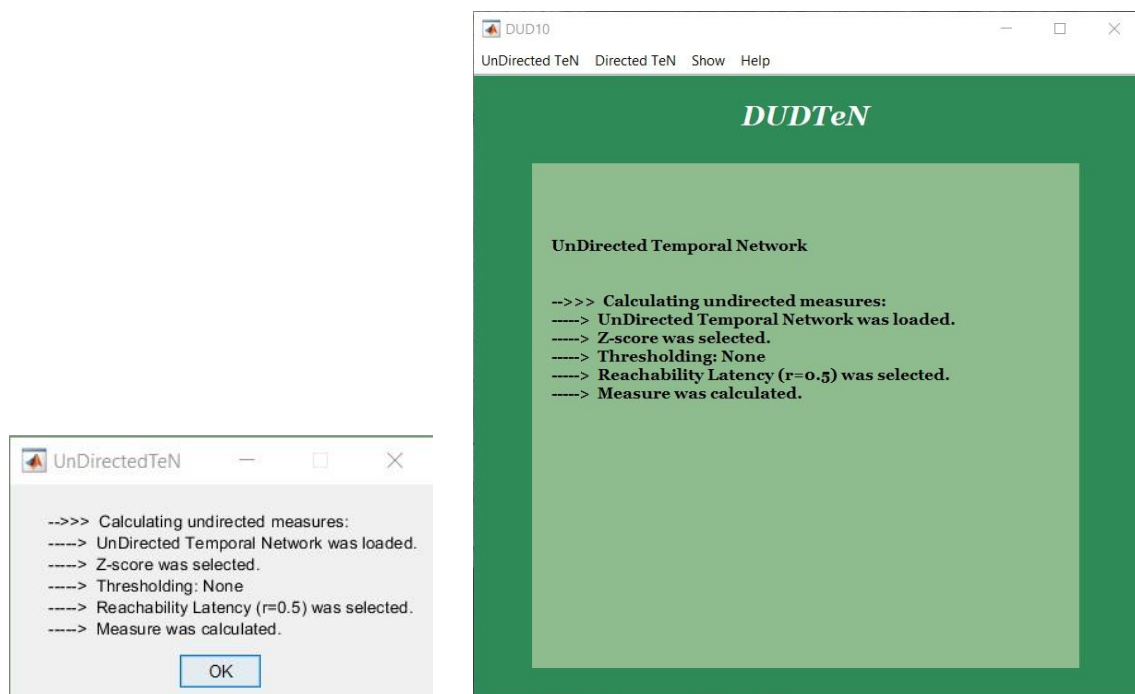 UnDirectedTeN
-->>> Calculating undirected measures:
-----> UnDirected Temporal Network was loaded.
-----> Z-score was selected.
-----> Thresholding: None
-----> Reachability Latency (r=0.5) was selected.
-----> Measure was calculated.
OK
DUD10
UnDirected TeN Directed TeN Show Help
DUDTeN
UnDirected Temporal Network
-->>> Calculating undirected measures:
-----> UnDirected Temporal Network was loaded.
-----> Z-score was selected.
-----> Thresholding: None
-----> Reachability Latency (r=0.5) was selected.
-----> Measure was calculated.